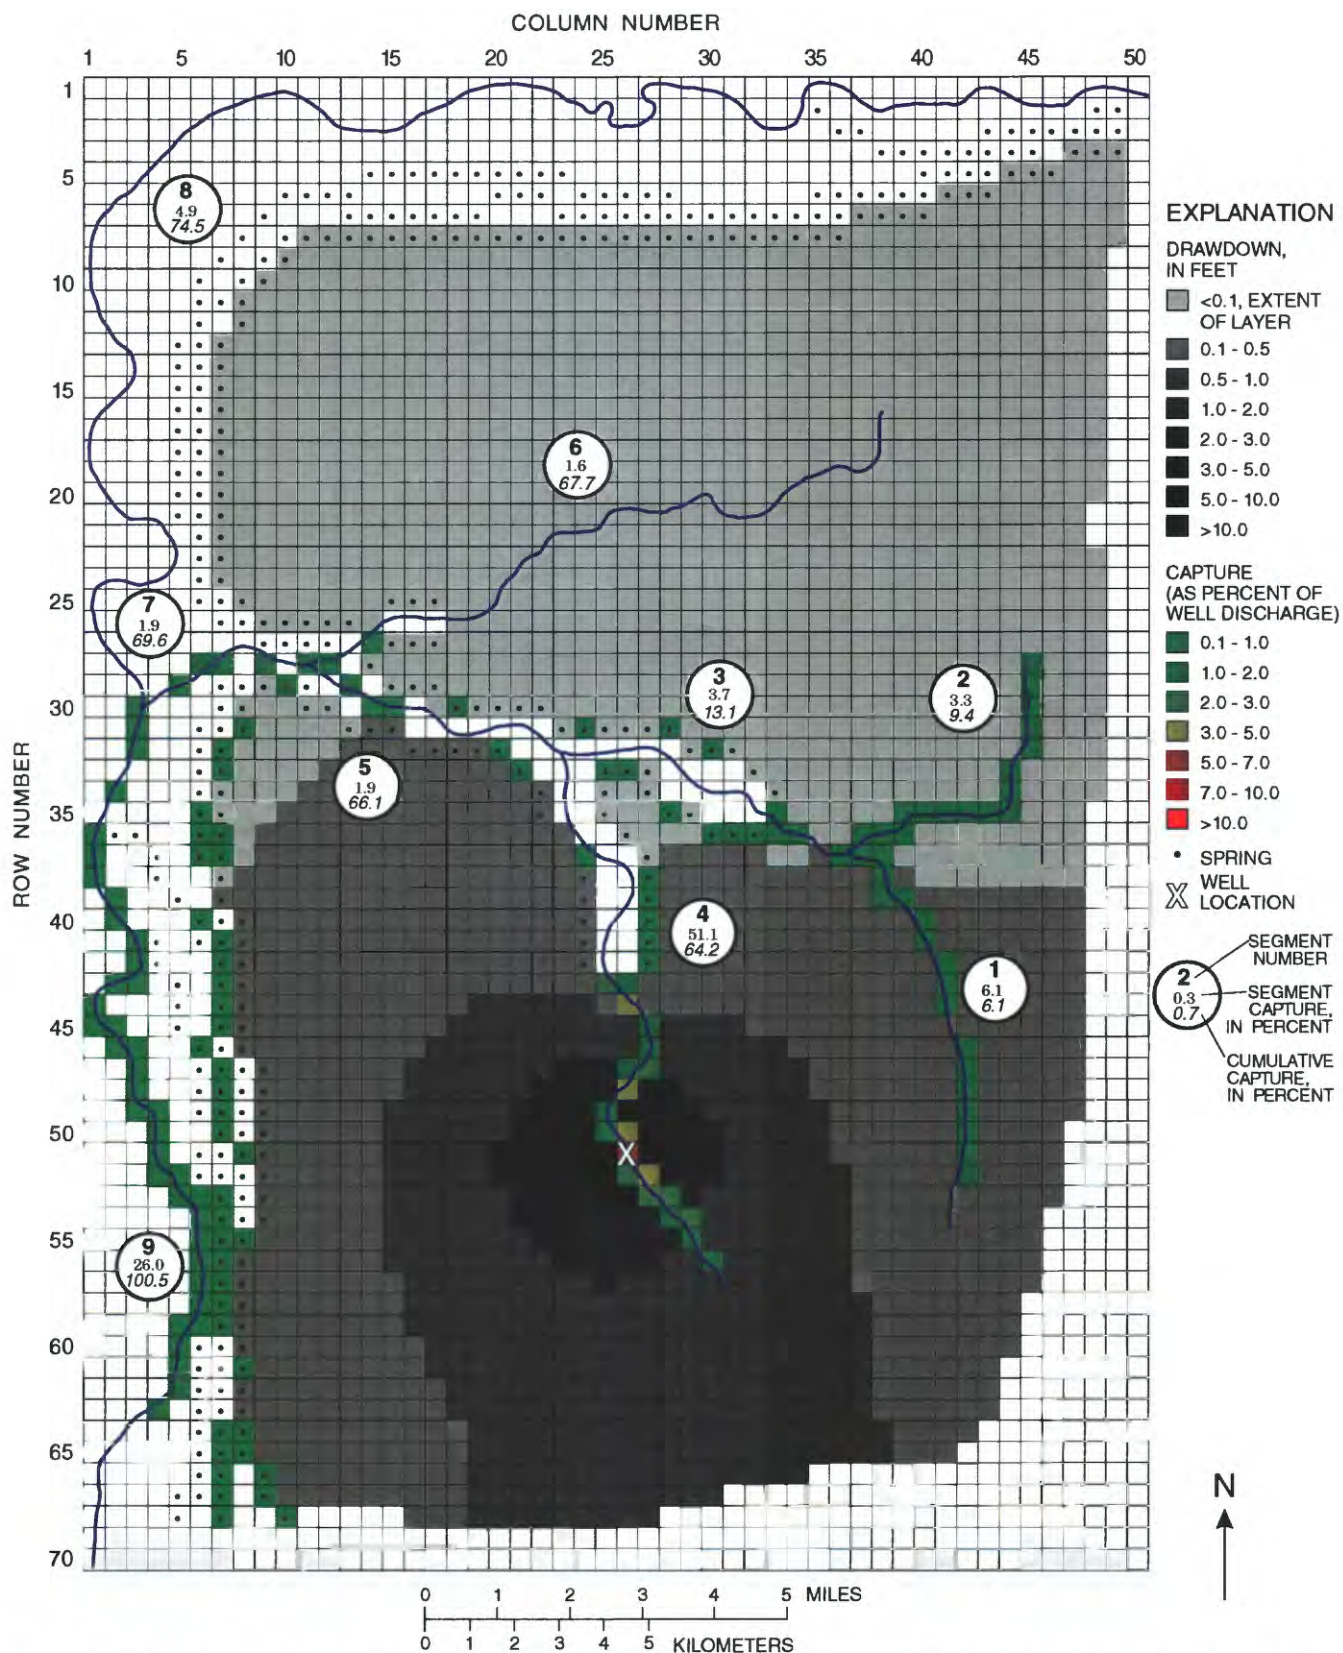 COLUMN NUMBER
1 5 10 15 20 25 30 35 40 45 50
1
5
10
15
20
25
30
35
40
45
50
55
60
65
70
ROW NUMBER
8
4.9
74.5
6
1.6
67.7
7
1.9
69.6
3
3.7
13.1
2
3.3
9.4
5
1.9
66.1
4
51.1
64.2
1
6.1
6.1
9
26.0
100.5
X
EXPLANATION
DRAWDOWN,
IN FEET
<0.1, EXTENT
OF LAYER
0.1 - 0.5
0.5 - 1.0
1.0 - 2.0
2.0 - 3.0
3.0 - 5.0
5.0 - 10.0
>10.0
CAPTURE
(AS PERCENT OF
WELL DISCHARGE)
0.1 - 1.0
1.0 - 2.0
2.0 - 3.0
3.0 - 5.0
5.0 - 7.0
7.0 - 10.0
>10.0
• SPRING
X WELL
LOCATION
2
0.3
0.7
SEGMENT
NUMBER
SEGMENT
CAPTURE,
IN PERCENT
CUMULATIVE
CAPTURE,
IN PERCENT
N
0 1 2 3 4 5 MILES
0 1 2 3 4 5 KILOMETERS